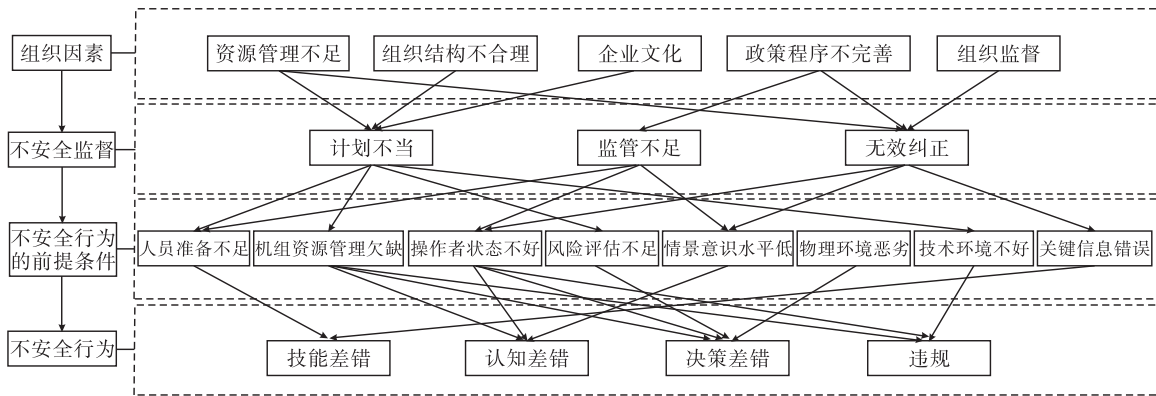 组织因素
资源管理不足
组织结构不合理
企业文化
政策程序不完善
组织监督
不安全监督
计划不当
监管不足
无效纠正
不安全行为
的前提条件
人员准备不足
机组资源管理欠缺
操作者状态不好
风险评估不足
情景意识水平低
物理环境恶劣
技术环境不好
关键信息错误
不安全行为
技能差错
认知差错
决策差错
违规